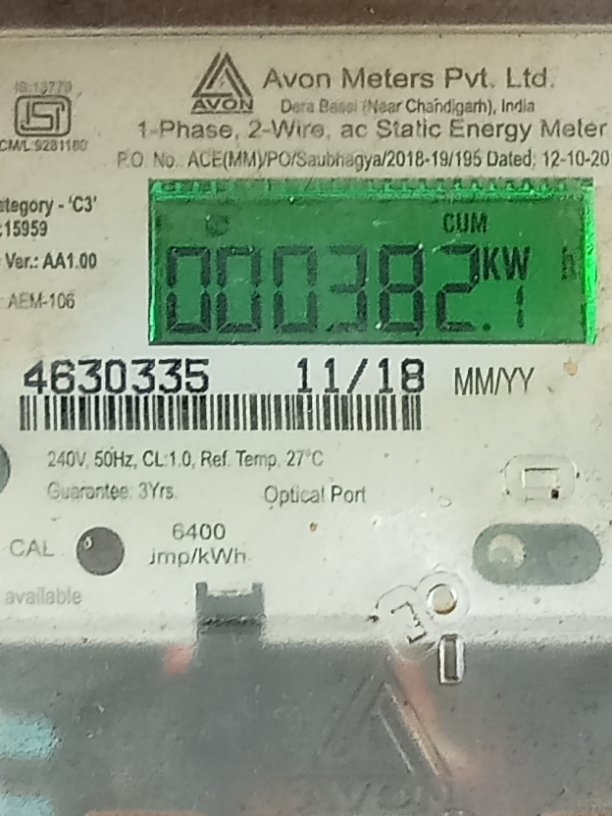 IS:13779
CM/L 9281180
AVON
Avon Meters Pvt. Ltd.
Dera Bassi (Near Chandigarh), India
1-Phase, 2-Wire, ac Static Energy Meter
P.O. No. ACE(MM)/PO/Saubhagya/2018-19/195 Dated: 12-10-20
ategory - 'C3'
:15959
Ver.: AA1.00
AEM-106
CUM
000382.1 KW h
4630335 11/18 MM/YY
240V, 50Hz, CL:1.0, Ref. Temp. 27°C
Guarantee: 3Yrs. Optical Port
CAL
6400
imp/kWh
available
AVON